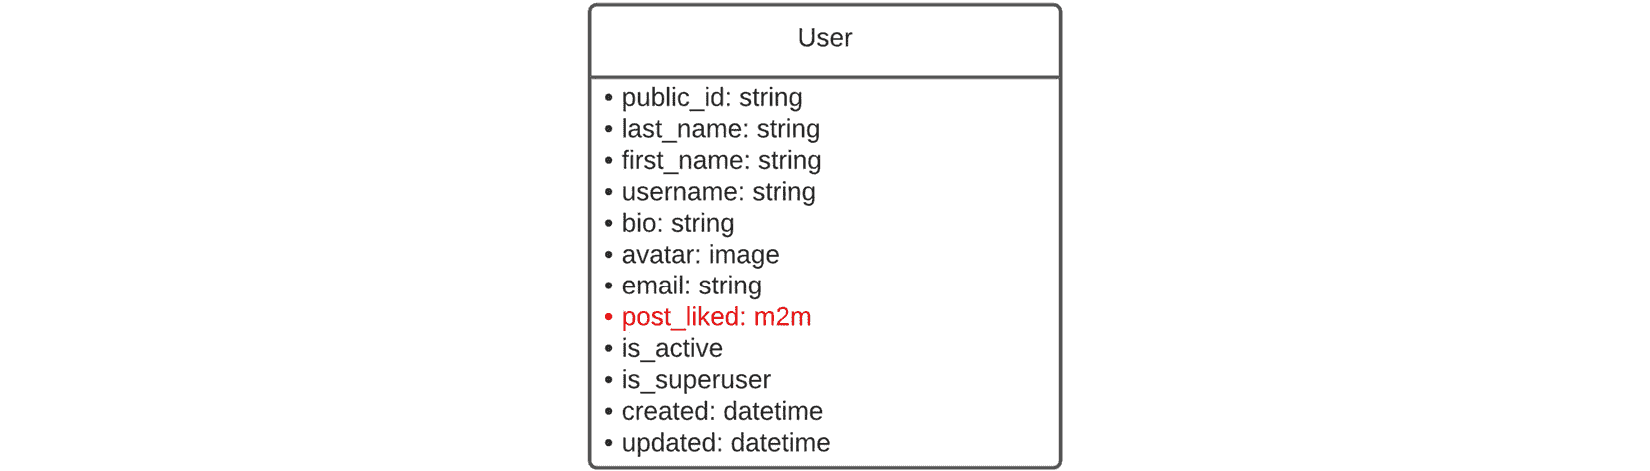 User
• public_id: string
• last_name: string
• first_name: string
• username: string
• bio: string
• avatar: image
• email: string
• post_liked: m2m
• is_active
• is_superuser
• created: datetime
• updated: datetime